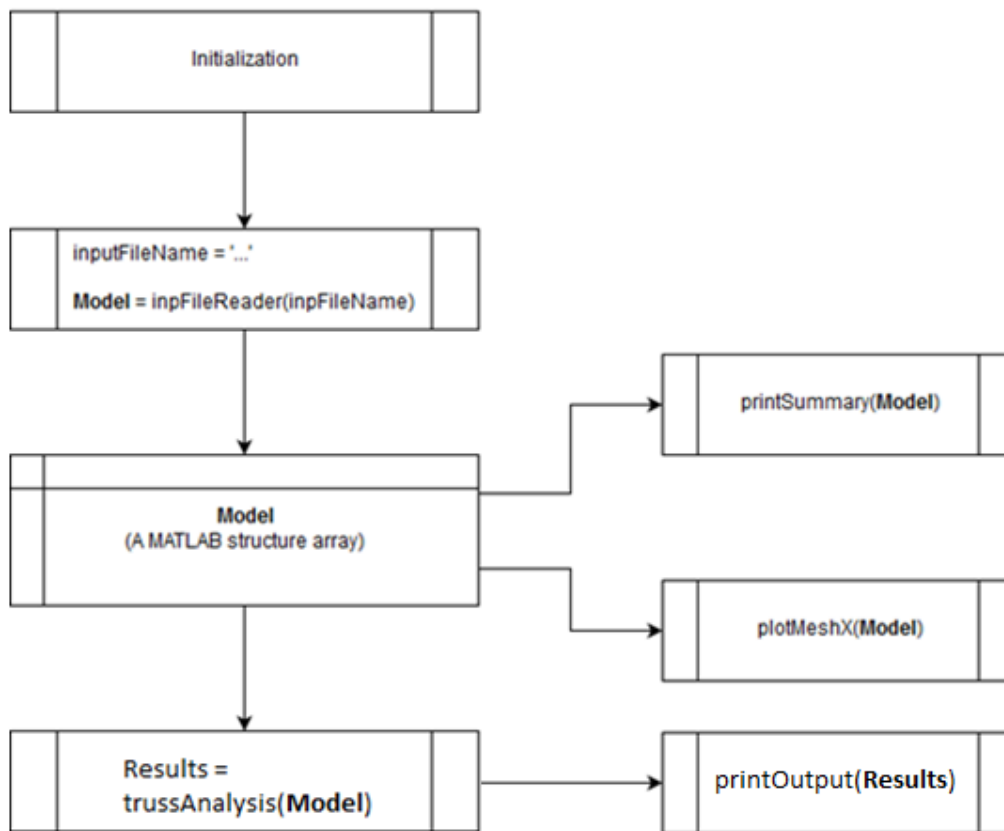 Initialization
inputFileName = '...'
Model = inpFileReader(inpFileName)
printSummary(Model)
Model
(A MATLAB structure array)
plotMeshX(Model)
Results =
trussAnalysis(Model)
printOutput(Results)